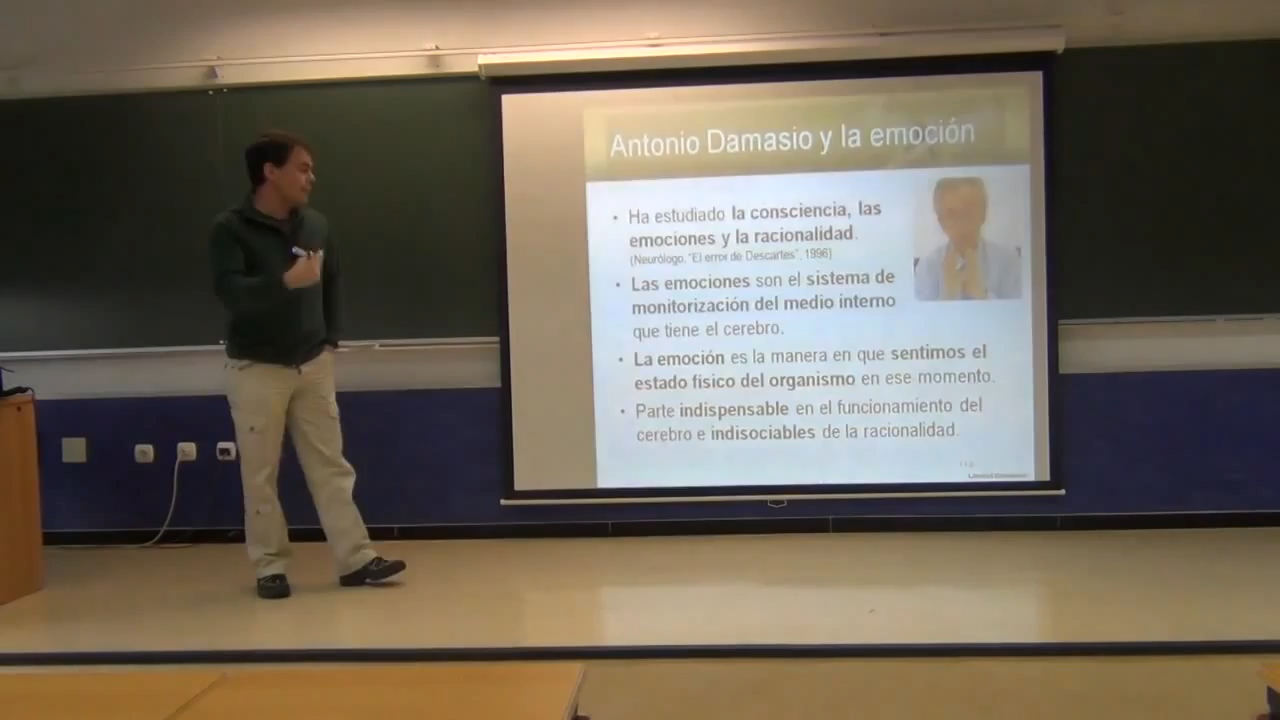 Antonio Damasio y la emoción
• Ha estudiado la consciencia, las
emociones y la racionalidad.
(Neurólogo, "El error de Descartes", 1996)
• Las emociones son el sistema de
monitorización del medio interno
que tiene el cerebro.
• La emoción es la manera en que sentimos el
estado físico del organismo en ese momento.
• Parte indispensable en el funcionamiento del
cerebro e indisociables de la racionalidad.